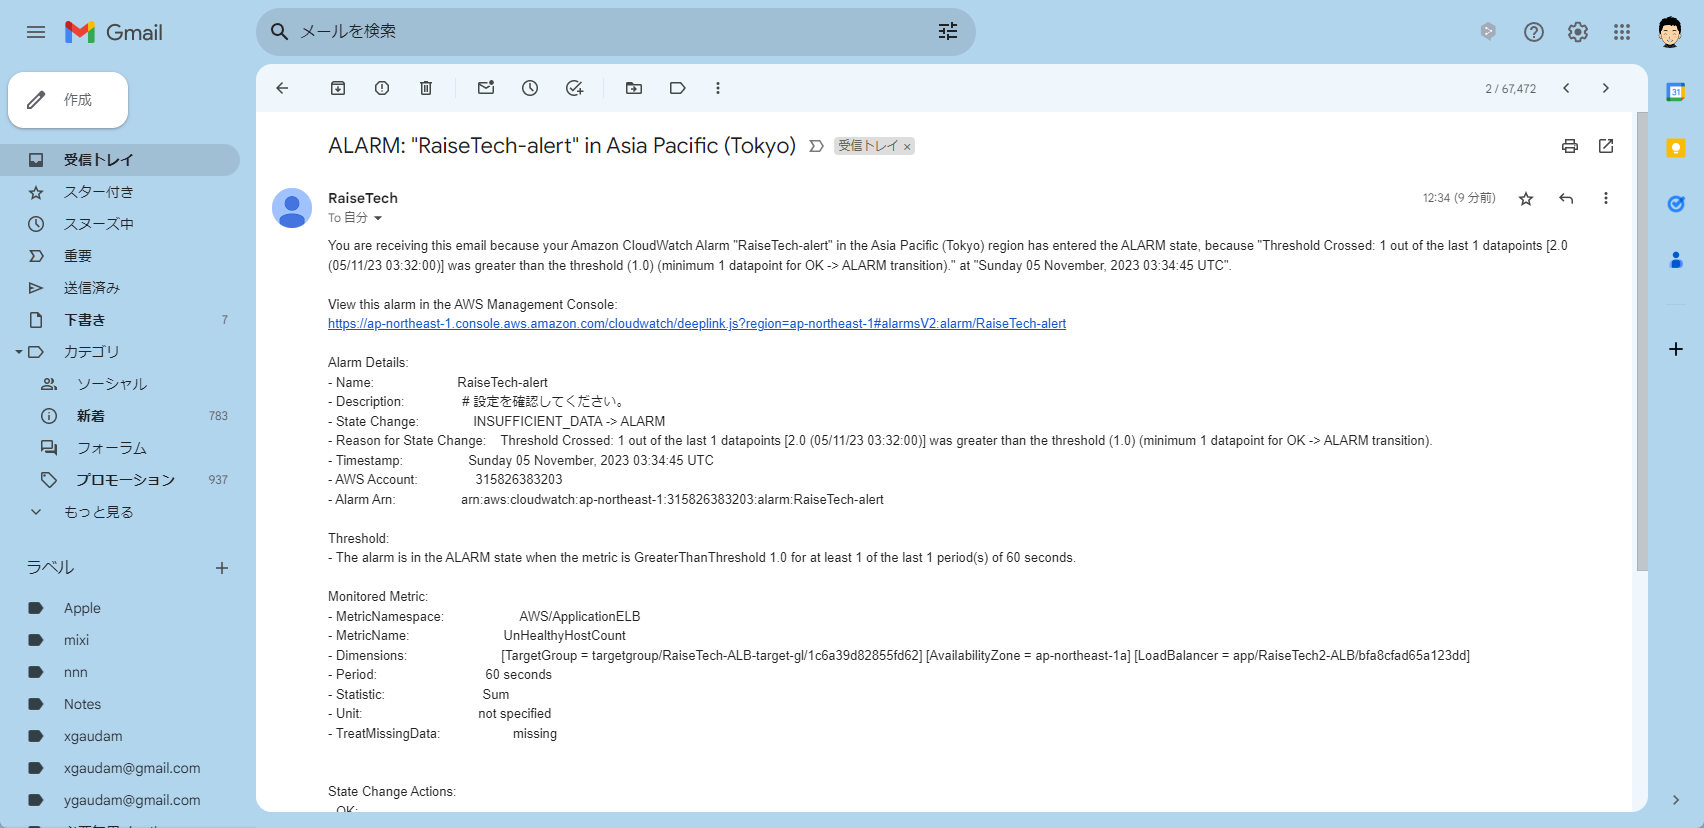 Gmail
メールを検索
作成
受信トレイ
スター付き
スヌーズ中
重要
送信済み
下書き 7
カテゴリ
ソーシャル
新着 783
フォーラム
プロモーション 937
もっと見る
ラベル
Apple
mixi
nnn
Notes
xgaudam
xgaudam@gmail.com
ygaudam@gmail.com
2 / 67,472
ALARM: "RaiseTech-alert" in Asia Pacific (Tokyo) 受信トレイ ×
RaiseTech 12:34 (9 分前)
To 自分
You are receiving this email because your Amazon CloudWatch Alarm "RaiseTech-alert" in the Asia Pacific (Tokyo) region has entered the ALARM state, because "Threshold Crossed: 1 out of the last 1 datapoints [2.0
(05/11/23 03:32:00)] was greater than the threshold (1.0) (minimum 1 datapoint for OK -> ALARM transition)." at "Sunday 05 November, 2023 03:34:45 UTC".
View this alarm in the AWS Management Console:
https://ap-northeast-1.console.aws.amazon.com/cloudwatch/deeplink.js?region=ap-northeast-1#alarmsV2:alarm/RaiseTech-alert
Alarm Details:
- Name: RaiseTech-alert
- Description: # 設定を確認してください。
- State Change: INSUFFICIENT_DATA -> ALARM
- Reason for State Change: Threshold Crossed: 1 out of the last 1 datapoints [2.0 (05/11/23 03:32:00)] was greater than the threshold (1.0) (minimum 1 datapoint for OK -> ALARM transition).
- Timestamp: Sunday 05 November, 2023 03:34:45 UTC
- AWS Account: 315826383203
- Alarm Arn: arn:aws:cloudwatch:ap-northeast-1:315826383203:alarm:RaiseTech-alert
Threshold:
- The alarm is in the ALARM state when the metric is GreaterThanThreshold 1.0 for at least 1 of the last 1 period(s) of 60 seconds.
Monitored Metric:
- MetricNamespace: AWS/ApplicationELB
- MetricName: UnHealthyHostCount
- Dimensions: [TargetGroup = targetgroup/RaiseTech-ALB-target-gl/1c6a39d82855fd62] [AvailabilityZone = ap-northeast-1a] [LoadBalancer = app/RaiseTech2-ALB/bfa8cfad65a123dd]
- Period: 60 seconds
- Statistic: Sum
- Unit: not specified
- TreatMissingData: missing
State Change Actions:
OK:
31